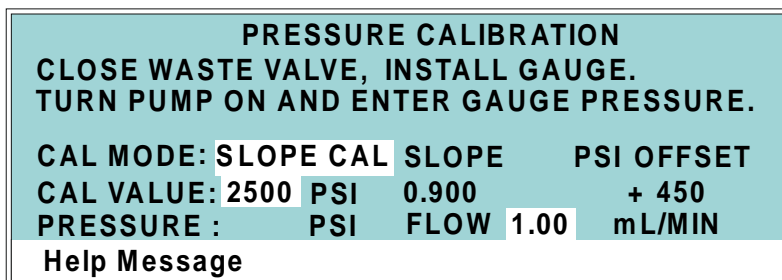 PRESSURE CALIBRATION
CLOSE WASTE VALVE, INSTALL GAUGE.
TURN PUMP ON AND ENTER GAUGE PRESSURE.
CAL MODE: SLOPE CAL SLOPE PSI OFFSET
CAL VALUE: 2500 PSI 0.900 + 450
PRESSURE : PSI FLOW 1.00 mL/MIN
Help Message